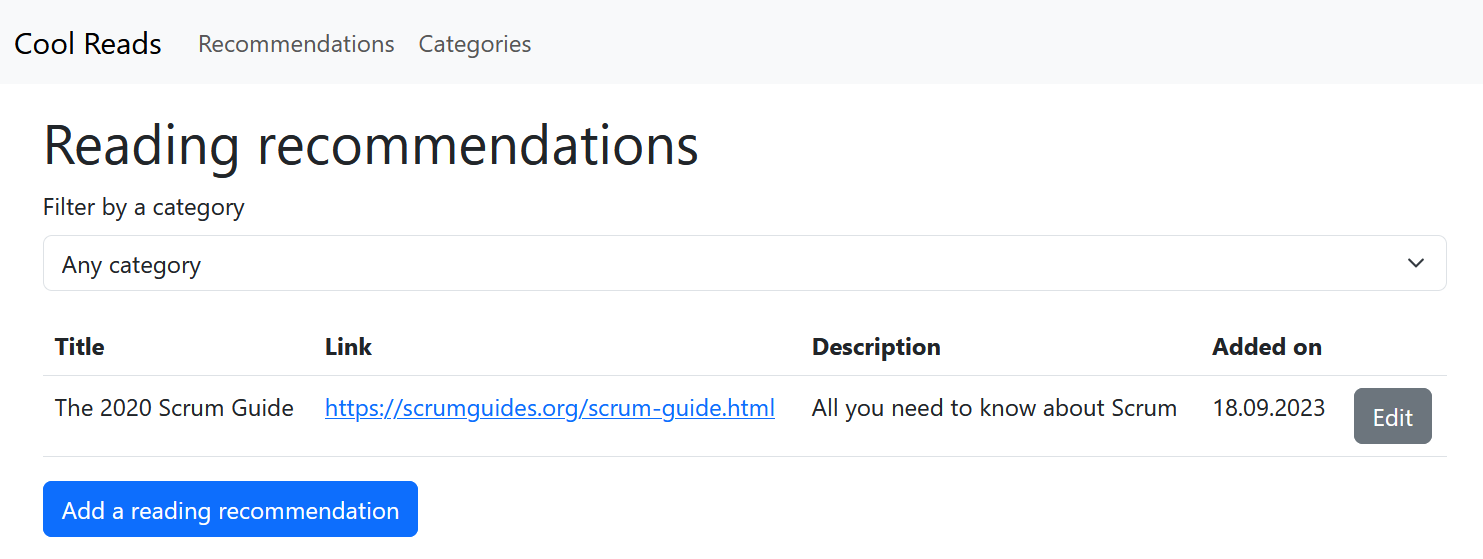 Cool Reads Recommendations Categories
Reading recommendations
Filter by a category
Any category
Title Link Description Added on
The 2020 Scrum Guide https://scrumguides.org/scrum-guide.html All you need to know about Scrum 18.09.2023 Edit
Add a reading recommendation